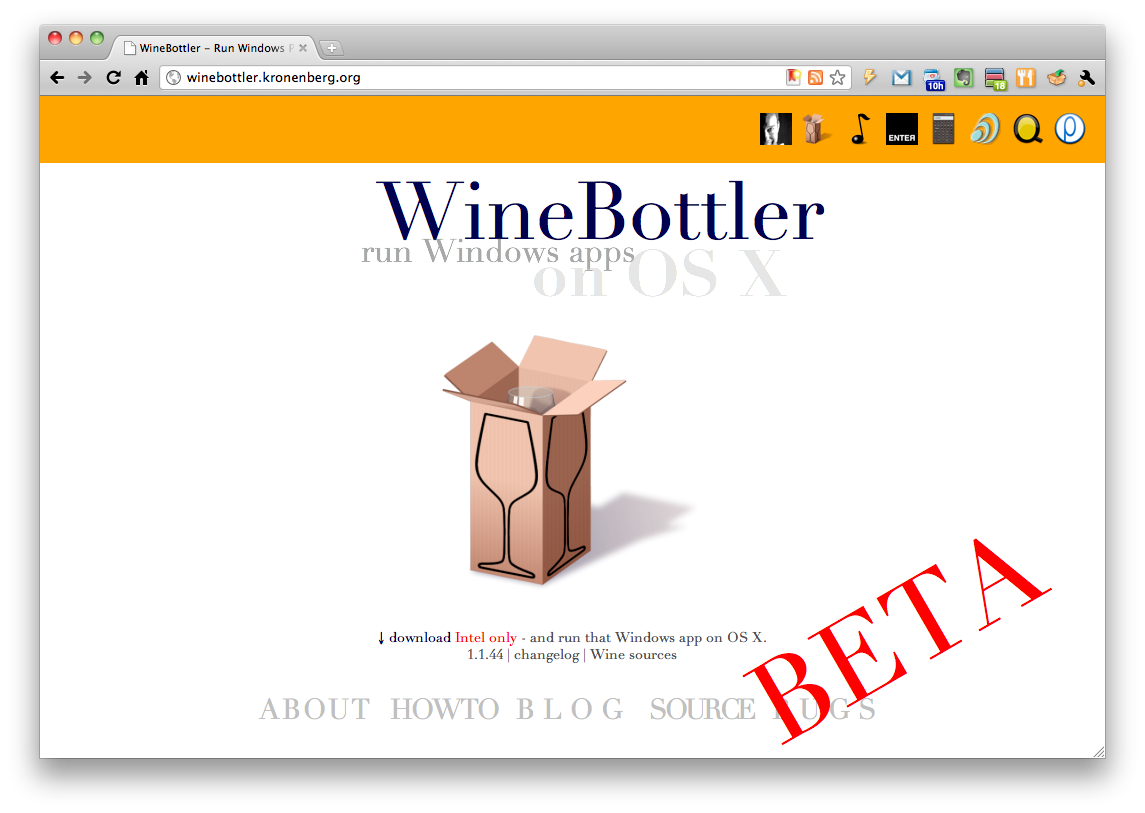 WineBottler – Run Windows P
winebottler.kronenberg.org
10h
18
ENTER
WineBottler
run Windows apps
on OS X
↓ download Intel only - and run that Windows app on OS X.
1.1.44 | changelog | Wine sources
BETA
ABOUT HOWTO BLOG SOURCE BUGS